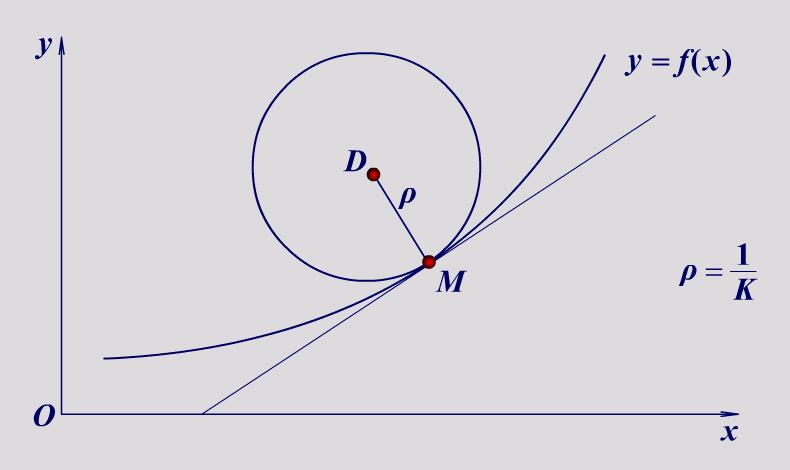 y
y = f(x)
D
ρ
M
ρ = 1/K
O
x